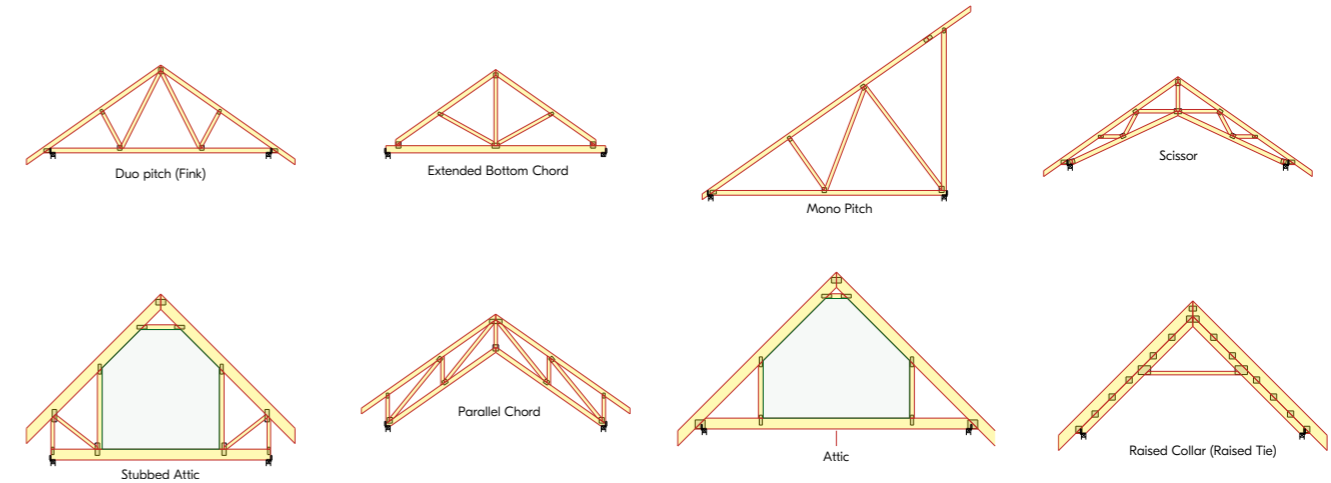 Duo pitch (Fink)
Extended Bottom Chord
Mono Pitch
Scissor
Stubbed Attic
Parallel Chord
Attic
Raised Collar (Raised Tie)